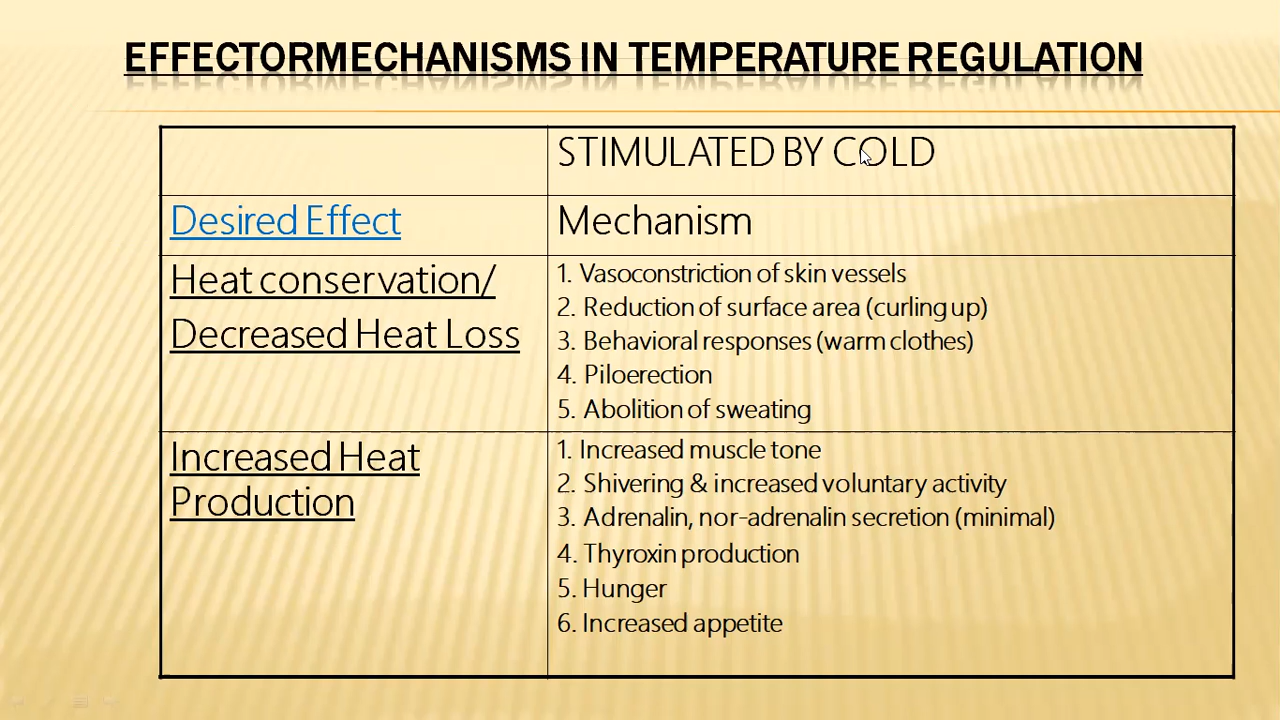 EFFECTORMECHANISMS IN TEMPERATURE REGULATION
STIMULATED BY COLD
Desired Effect
Mechanism
Heat conservation/
Decreased Heat Loss
1. Vasoconstriction of skin vessels
2. Reduction of surface area (curling up)
3. Behavioral responses (warm clothes)
4. Piloerection
5. Abolition of sweating
Increased Heat
Production
1. Increased muscle tone
2. Shivering & increased voluntary activity
3. Adrenalin, nor-adrenalin secretion (minimal)
4. Thyroxin production
5. Hunger
6. Increased appetite